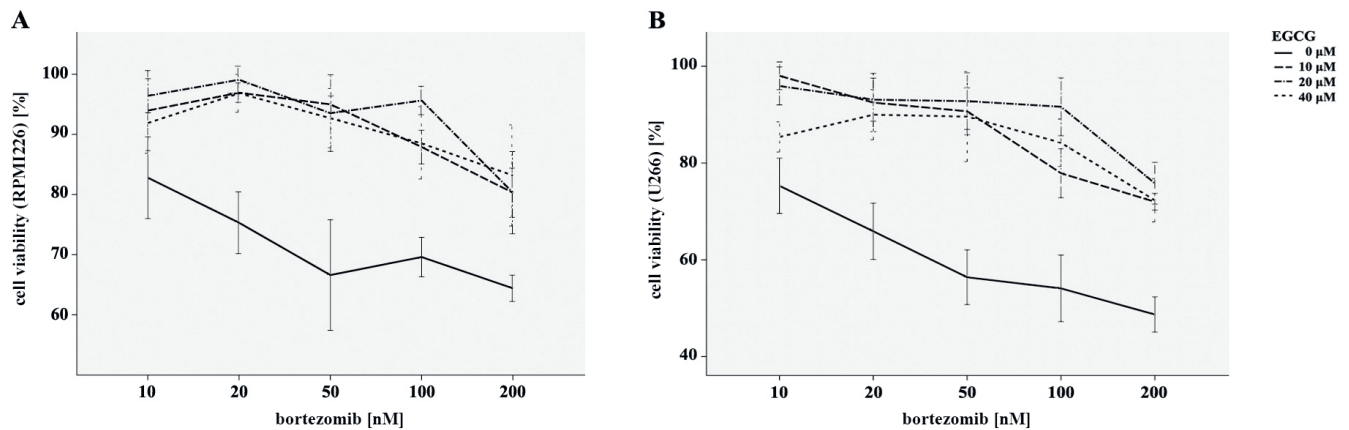 A
cell viability (RPMI226) [%]
100
90
80
70
60
10 20 50 100 200
bortezomib [nM]
B
cell viability (U266) [%]
100
80
60
40
10 20 50 100 200
bortezomib [nM]
EGCG
0 μM
10 μM
20 μM
40 μM